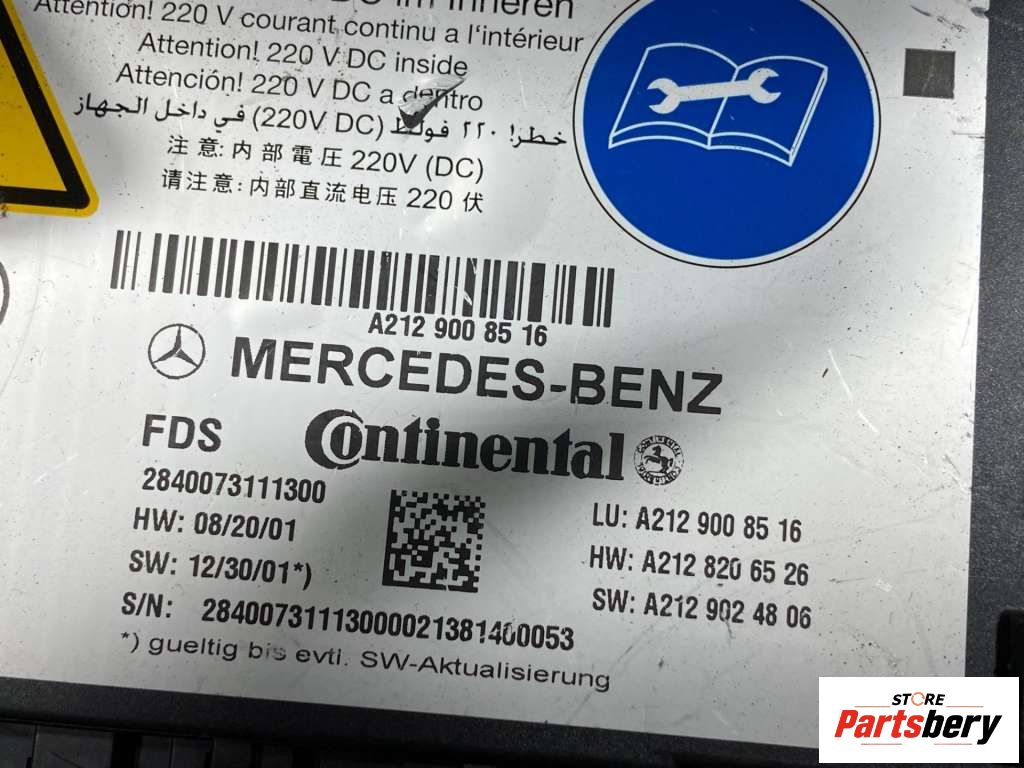 Attention! 220 V courant continu a l'intérieur
Attention! 220 V DC inside
Atención! 220 V DC a dentro
خطر! ٢٢٠ فولط (220V DC) في داخل الجهاز
注 意: 内 部 電 圧 220V (DC)
请 注 意: 内 部 直 流 电 压 220 伏
A212 900 85 16
MERCEDES-BENZ
FDS
Continental
2840073111300
HW: 08/20/01
SW: 12/30/01*)
S/N: 28400731113000021381400053
*) gueltig bis evtl. SW-Aktualisierung
LU: A212 900 85 16
HW: A212 820 65 26
SW: A212 902 48 06
STORE
Partsbery